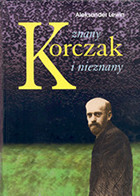 Aleksander Lewin
znany
Korczak
i nieznany